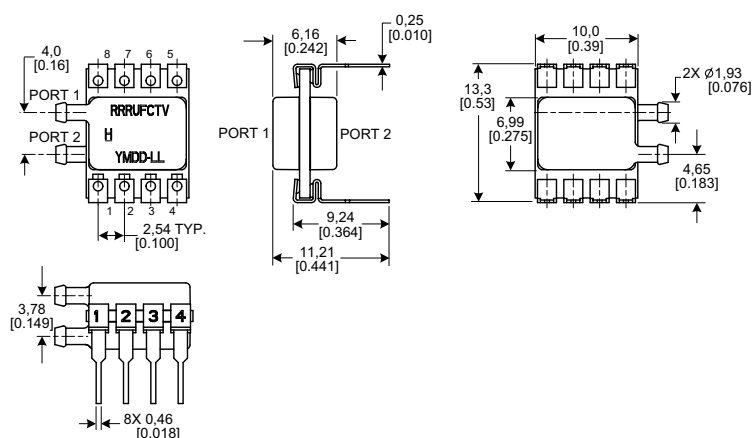 4,0
[0.16]
8 7 6 5
PORT 1
RRRUFCTV
H
PORT 2
YMDD-LL
1 2 3 4
2,54 TYP.
[0.100]
6,16
[0.242]
0,25
[0.010]
PORT 1
PORT 2
9,24
[0.364]
11,21
[0.441]
10,0
[0.39]
2X Ø1,93
[0.076]
13,3
[0.53]
6,99
[0.275]
4,65
[0.183]
3,78
[0.149]
1 2 3 4
8X 0,46
[0.018]